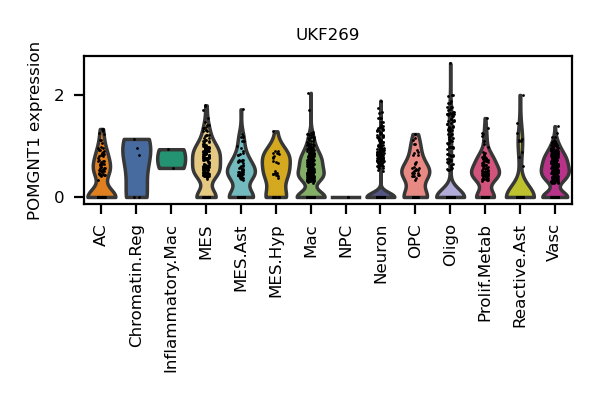 UKF269
POMGNT1 expression
2
0
AC
Chromatin.Reg
Inflammatory.Mac
MES
MES.Ast
MES.Hyp
Mac
NPC
Neuron
OPC
Oligo
Prolif.Metab
Reactive.Ast
Vasc